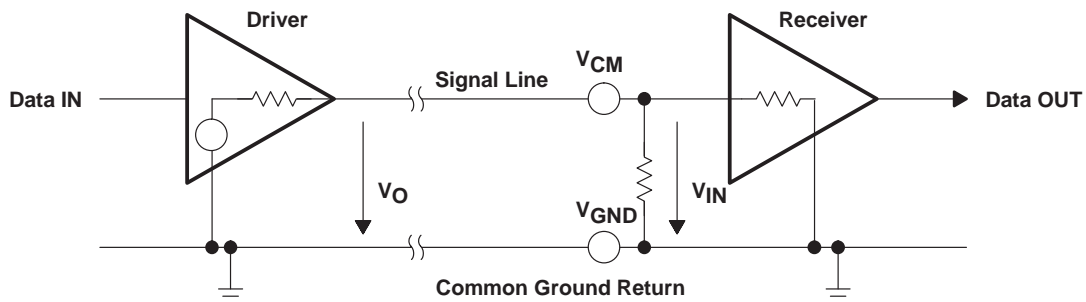 Driver
Receiver
VCM
Signal Line
Data IN
Data OUT
VO
VIN
VGND
Common Ground Return